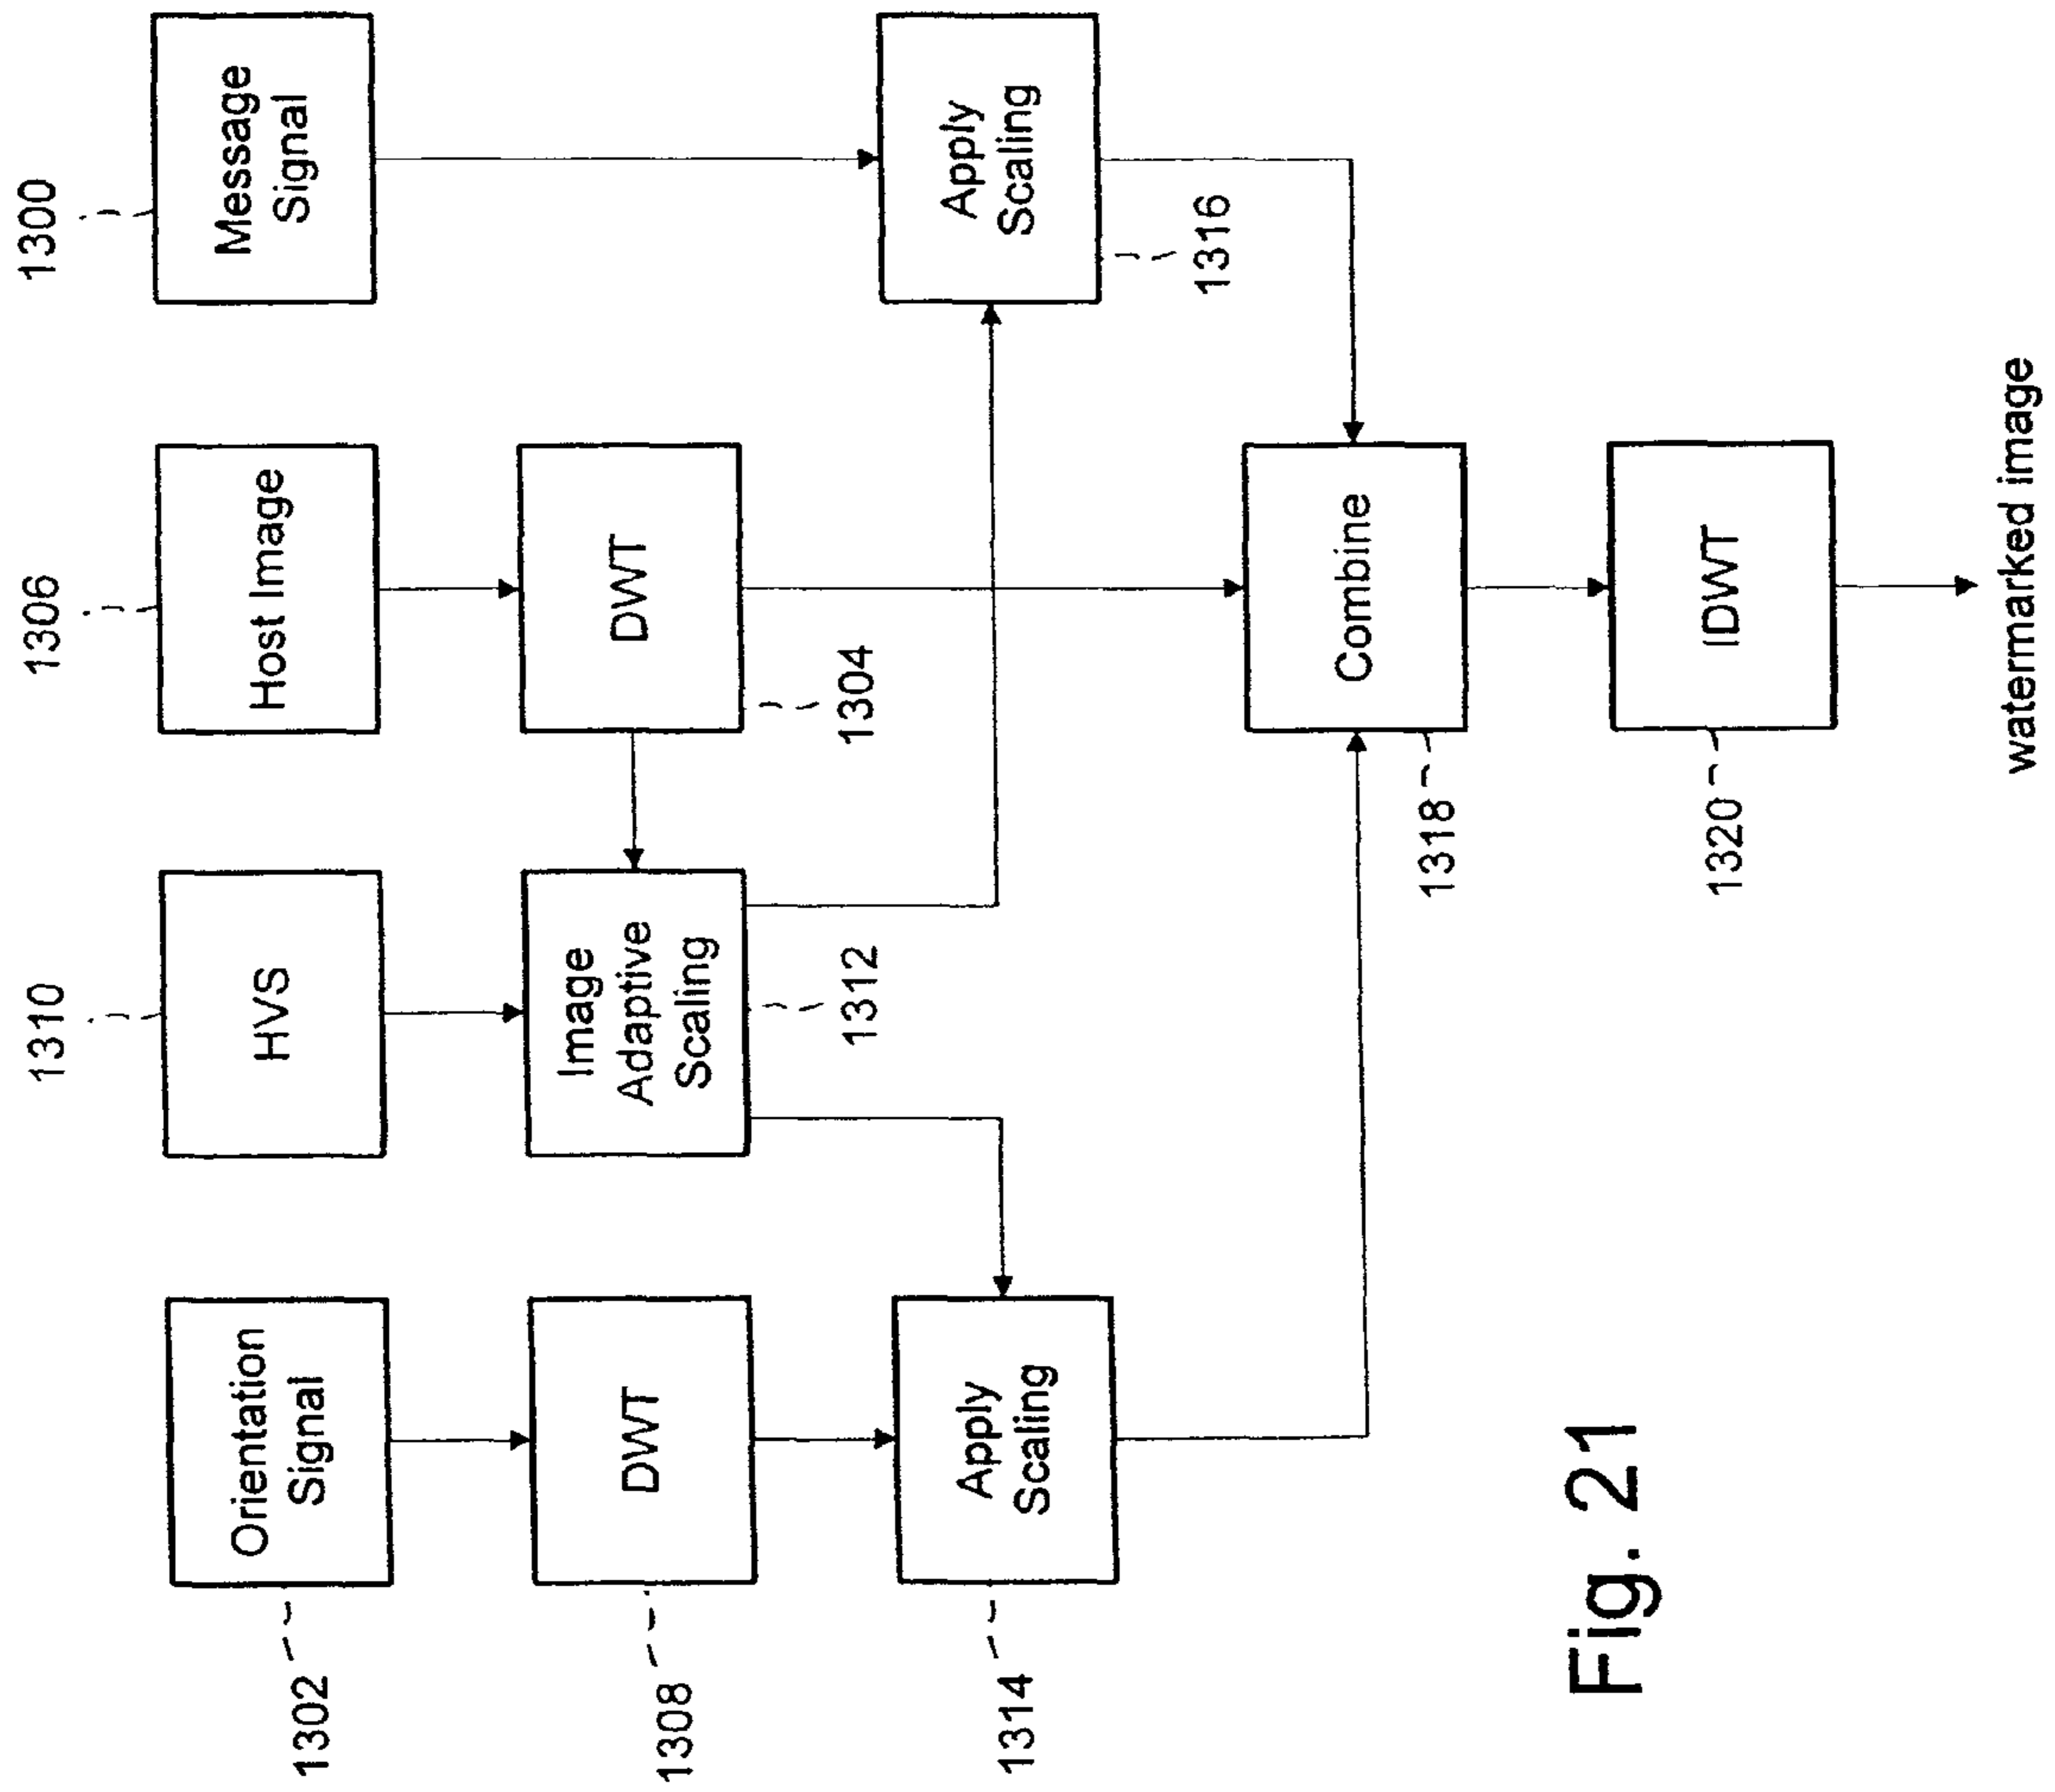 1300
Message
Signal
1306
Host Image
1310
HVS
1302
Orientation
Signal
DWT
1304
Image
Adaptive
Scaling
1312
DWT
1308
Apply
Scaling
1316
Apply
Scaling
1314
Combine
1318
IDWT
1320
watermarked image
Fig. 21